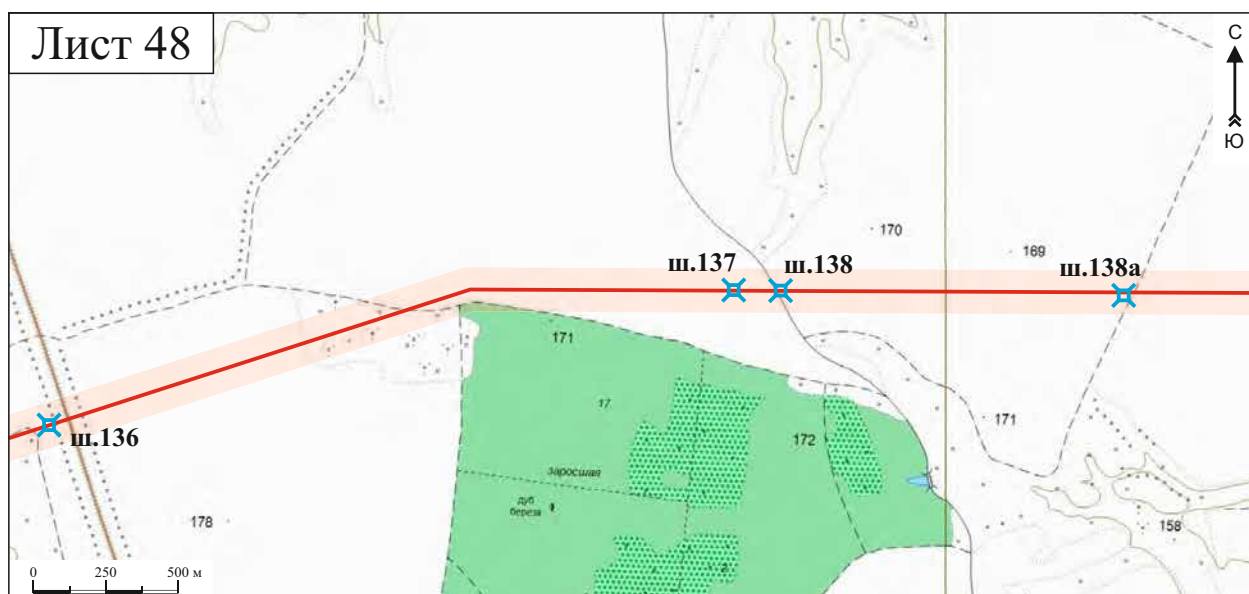 Лист 48
С
Ю
170
169
ш.137
ш.138
ш.138а
171
17
171
172
ш.136
заросшая
дуб
береза
178
158
0 250 500 м